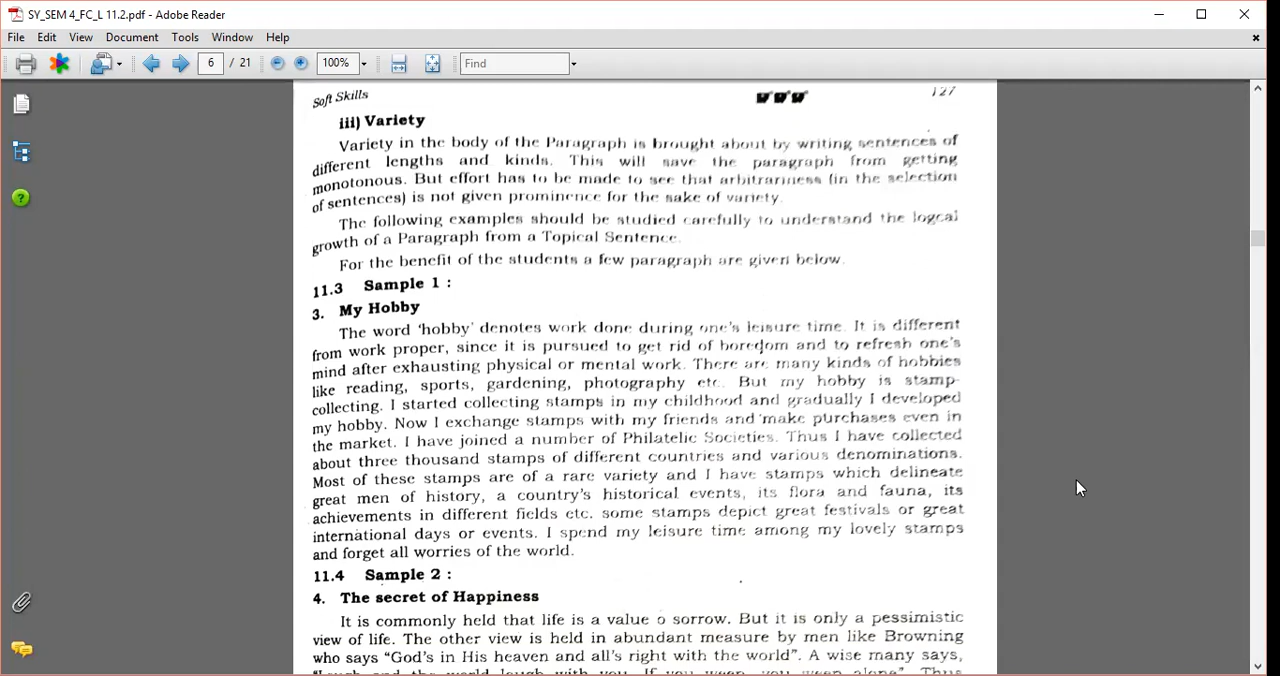 SY_SEM 4_FC_L 11.2.pdf - Adobe Reader
File Edit View Document Tools Window Help
6 / 21 100% Find
Soft Skills 127
iii) Variety
Variety in the body of the Paragraph is brought about by writing sentences of
different lengths and kinds. This will save the paragraph from getting
monotonous. But effort has to be made to see that arbitrariness (in the selection
of sentences) is not given prominence for the sake of variety.
The following examples should be studied carefully to understand the logcal
growth of a Paragraph from a Topical Sentence.
For the benefit of the students a few paragraph are given below.
11.3 Sample 1 :
3. My Hobby
The word 'hobby' denotes work done during one's leisure time. It is different
from work proper, since it is pursued to get rid of boredom and to refresh one's
mind after exhausting physical or mental work. There are many kinds of hobbies
like reading, sports, gardening, photography etc. But my hobby is stamp-
collecting. I started collecting stamps in my childhood and gradually I developed
my hobby. Now I exchange stamps with my friends and make purchases even in
the market. I have joined a number of Philatelic Societies. Thus I have collected
about three thousand stamps of different countries and various denominations.
Most of these stamps are of a rare variety and I have stamps which delineate
great men of history, a country's historical events, its flora and fauna, its
achievements in different fields etc. some stamps depict great festivals or great
international days or events. I spend my leisure time among my lovely stamps
and forget all worries of the world.
11.4 Sample 2 :
4. The secret of Happiness
It is commonly held that life is a value o sorrow. But it is only a pessimistic
view of life. The other view is held in abundant measure by men like Browning
who says "God's in His heaven and all's right with the world". A wise many says,
"Laugh and the world laugh with you. If you weep, you weep alone". Thus